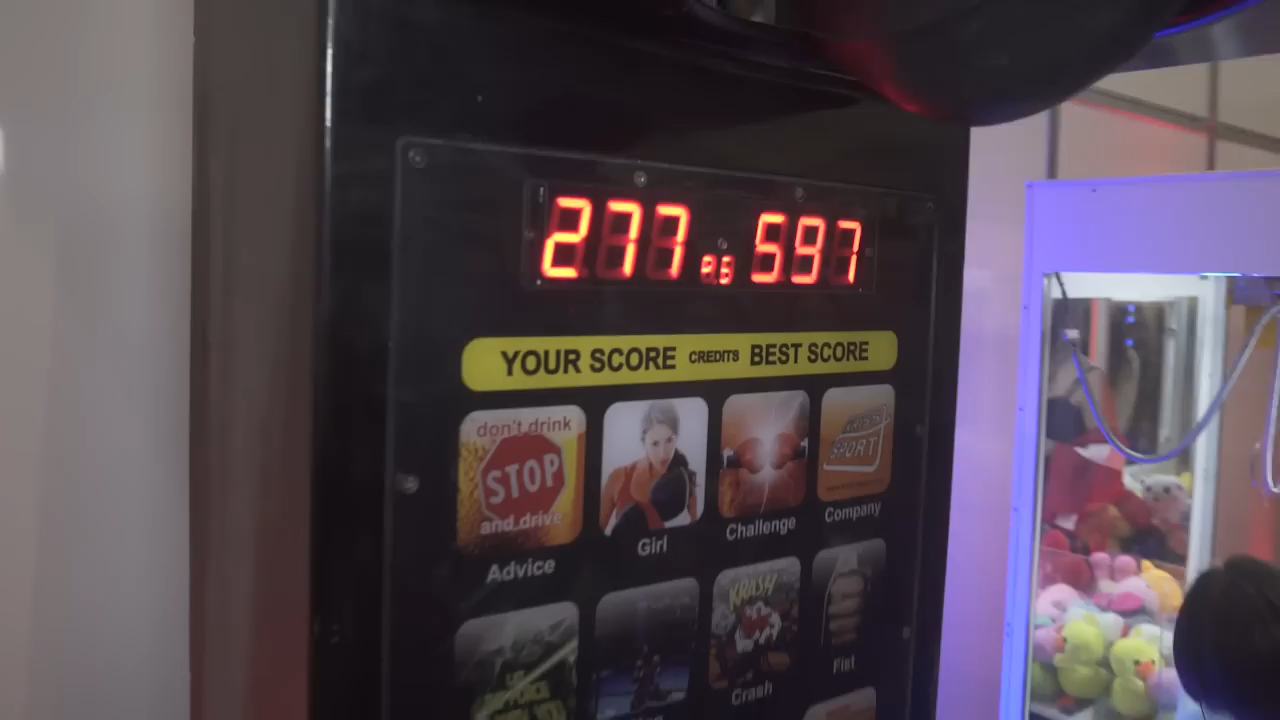 277 597
YOUR SCORE CREDITS BEST SCORE
don't drink
STOP
and drive
SPORT
Advice
Girl
Challenge
Company
KRASH
Crash
Fist